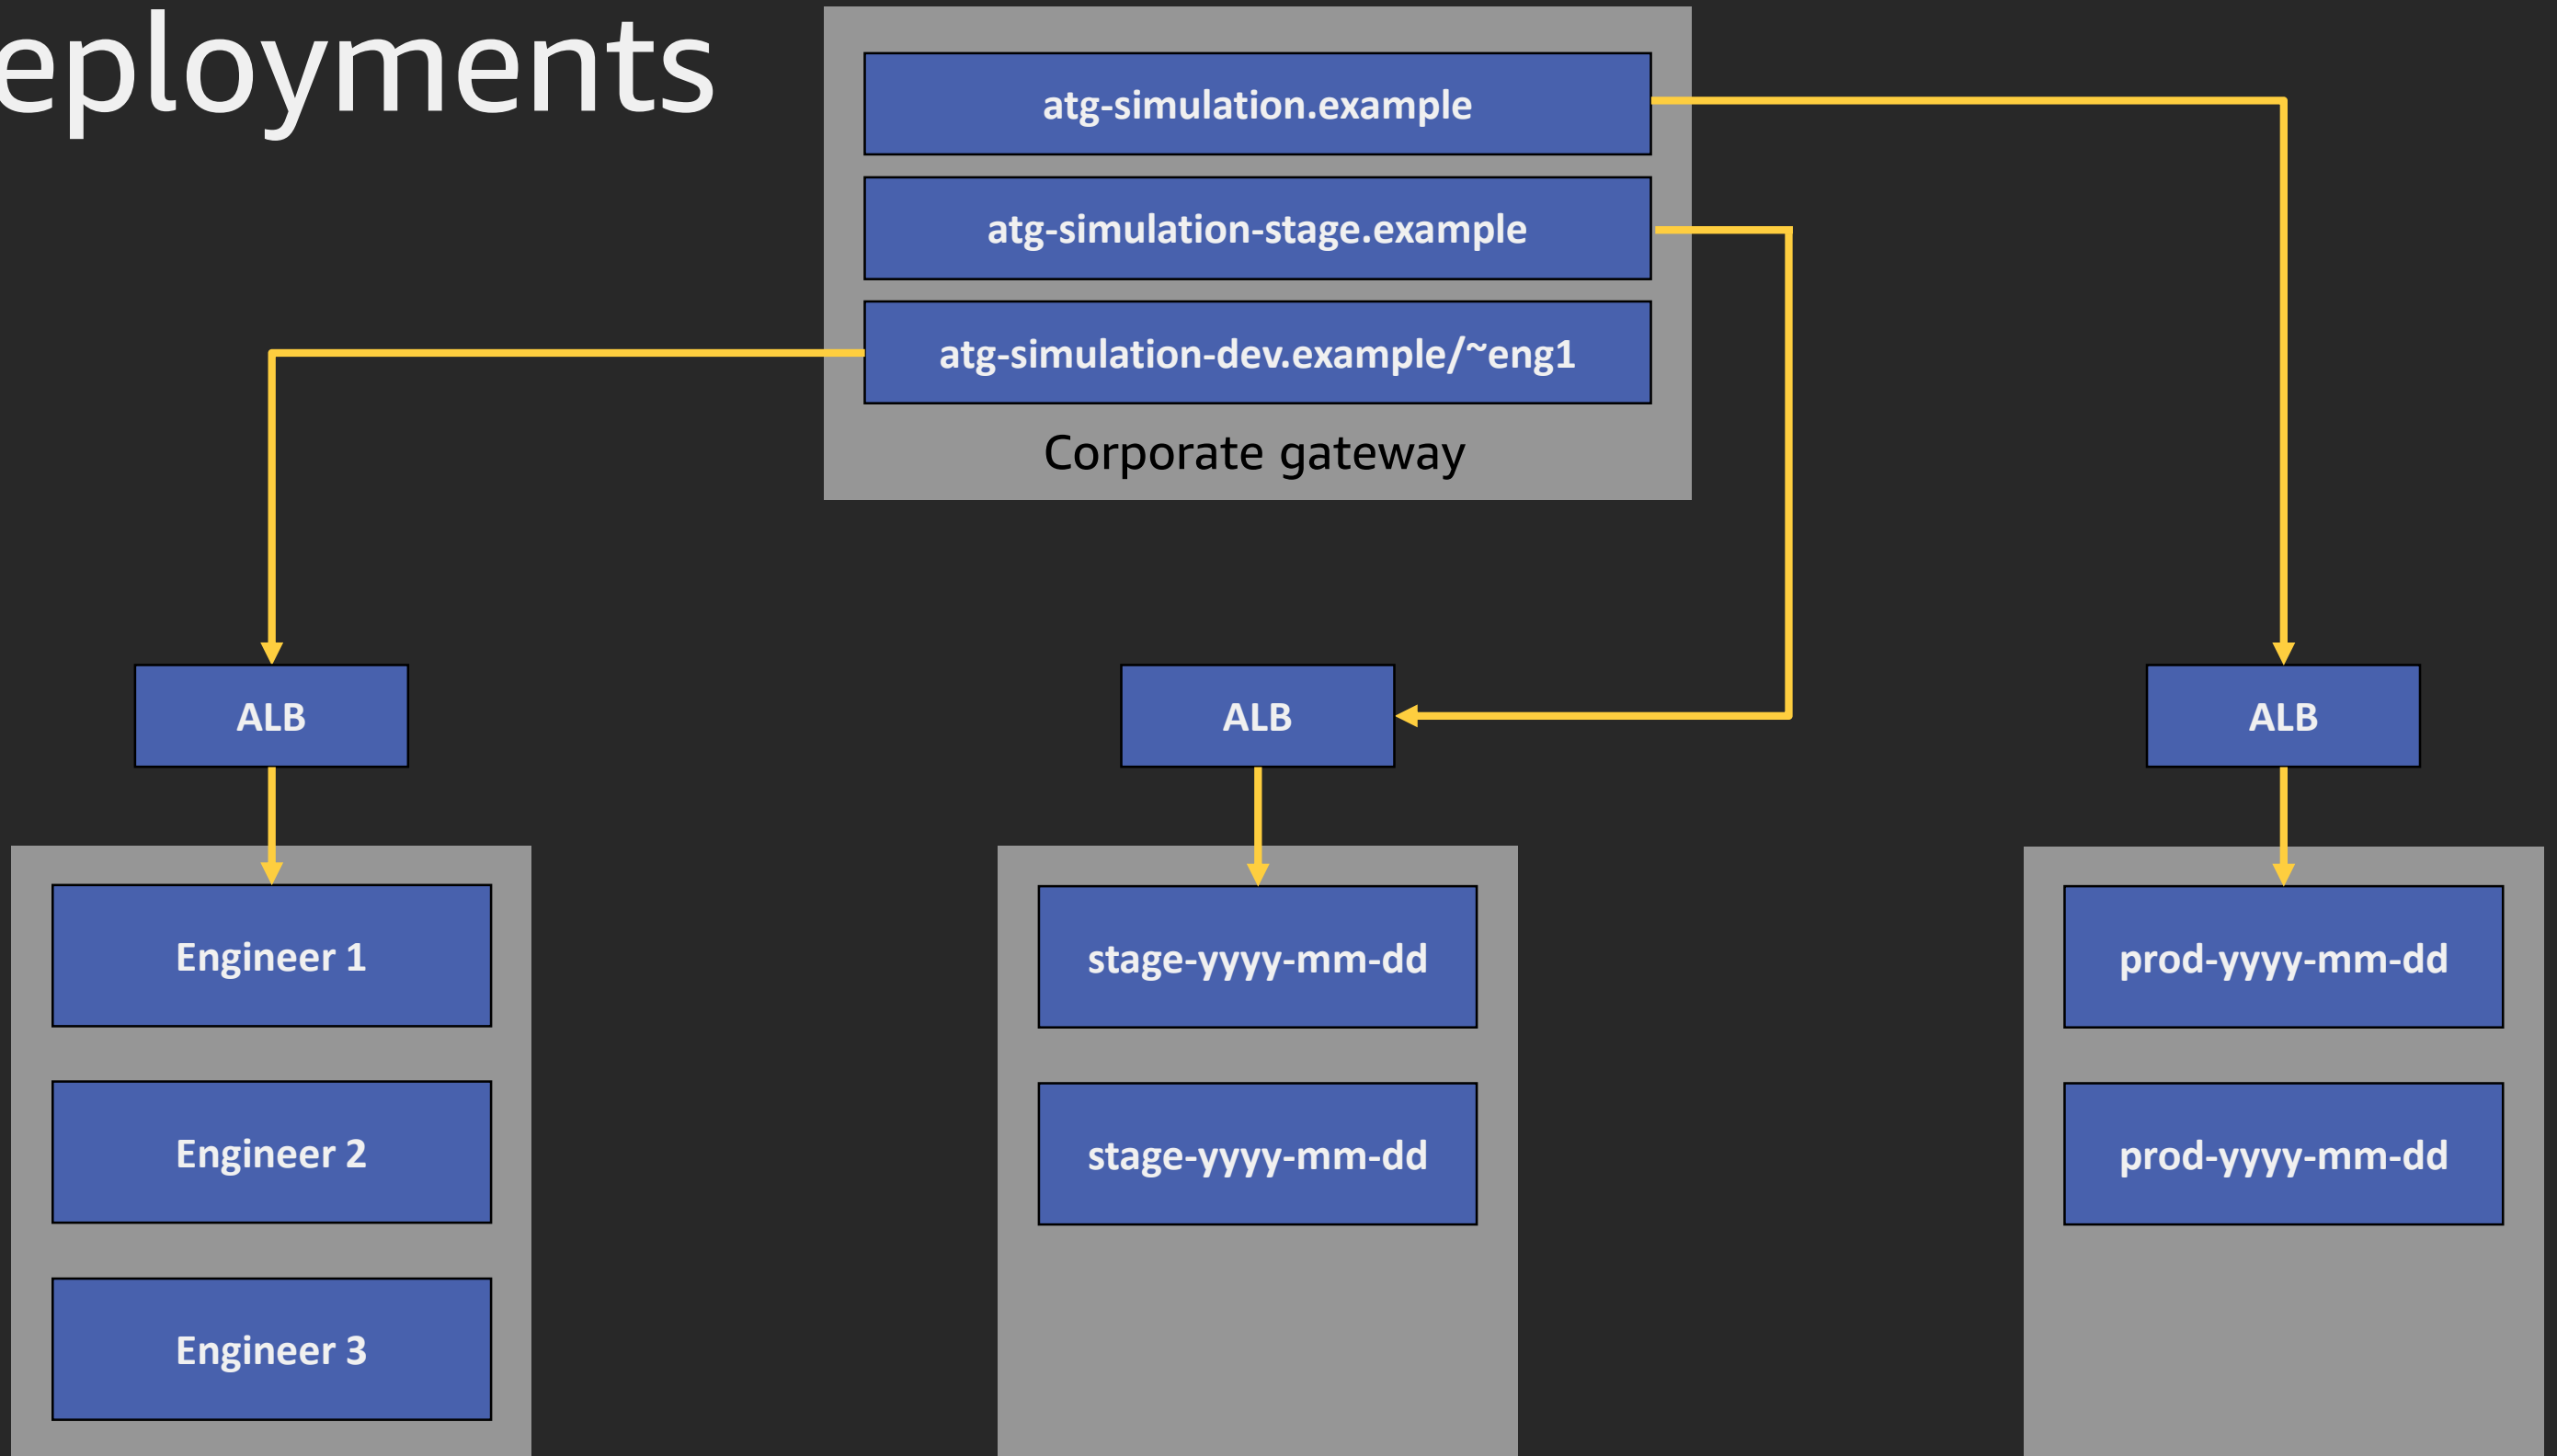 eployments
atg-simulation.example
atg-simulation-stage.example
atg-simulation-dev.example/~eng1
Corporate gateway
ALB
ALB
ALB
Engineer 1
stage-yyyy-mm-dd
prod-yyyy-mm-dd
Engineer 2
stage-yyyy-mm-dd
prod-yyyy-mm-dd
Engineer 3